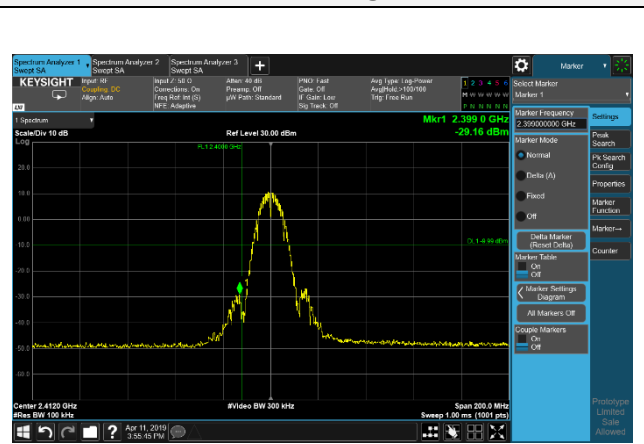 Spectrum Analyzer 1
Swept SA
Spectrum Analyzer 2
Swept SA
Spectrum Analyzer 3
Swept SA
+
Marker
KEYSIGHT
Input: RF
Coupling: DC
Align: Auto
Input Z: 50 Ω
Corrections: On
Freq Ref: Int (S)
NFE: Adaptive
Atten: 40 dB
Preamp: Off
µW Path: Standard
PNO: Fast
Gate: Off
IF Gain: Low
Sig Track: Off
Avg Type: Log-Power
Avg|Hold:>100/100
Trig: Free Run
1 2 3 4 5 6
M W W W W W
P N N N N N
LXI
Select Marker
Marker 1
1 Spectrum
Scale/Div 10 dB
Log
Ref Level 30.00 dBm
Mkr1 2.399 0 GHz
-29.16 dBm
FL1 2.4000 GHz
20.0
10.0
0.00
-10.0
-20.0
-30.0
-40.0
-50.0
-60.0
DL1 -8.99 dBm
Center 2.4120 GHz
#Res BW 100 kHz
#Video BW 300 kHz
Span 200.0 MHz
Sweep 1.00 ms (1001 pts)
Marker Frequency
2.399000000 GHz
Marker Mode
Normal
Delta (Δ)
Fixed
Off
Delta Marker
(Reset Delta)
Marker Table
On
Off
Marker Settings
Diagram
All Markers Off
Couple Markers
On
Off
Settings
Peak
Search
Pk Search
Config
Properties
Marker
Function
Marker→
Counter
Prototype
Limited
Sale
Allowed
?
Apr 11, 2019
3:55:45 PM